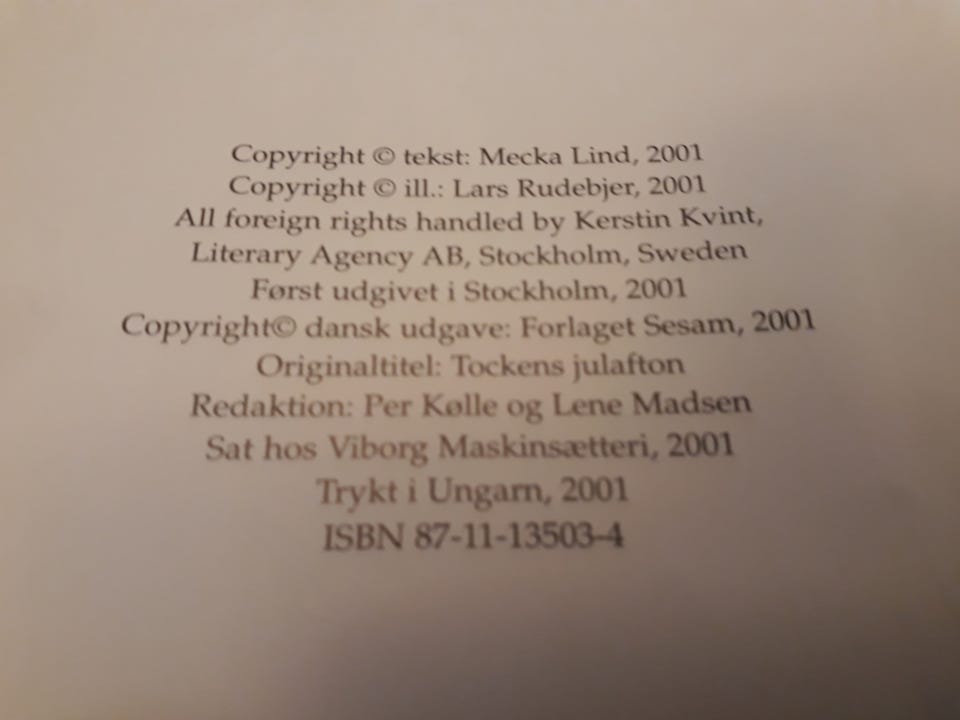 Copyright © tekst: Mecka Lind, 2001
Copyright © ill.: Lars Rudebjer, 2001
All foreign rights handled by Kerstin Kvint,
Literary Agency AB, Stockholm, Sweden
Først udgivet i Stockholm, 2001
Copyright© dansk udgave: Forlaget Sesam, 2001
Originaltitel: Tockens julafton
Redaktion: Per Kølle og Lene Madsen
Sat hos Viborg Maskinsætteri, 2001
Trykt i Ungarn, 2001
ISBN 87-11-13503-4